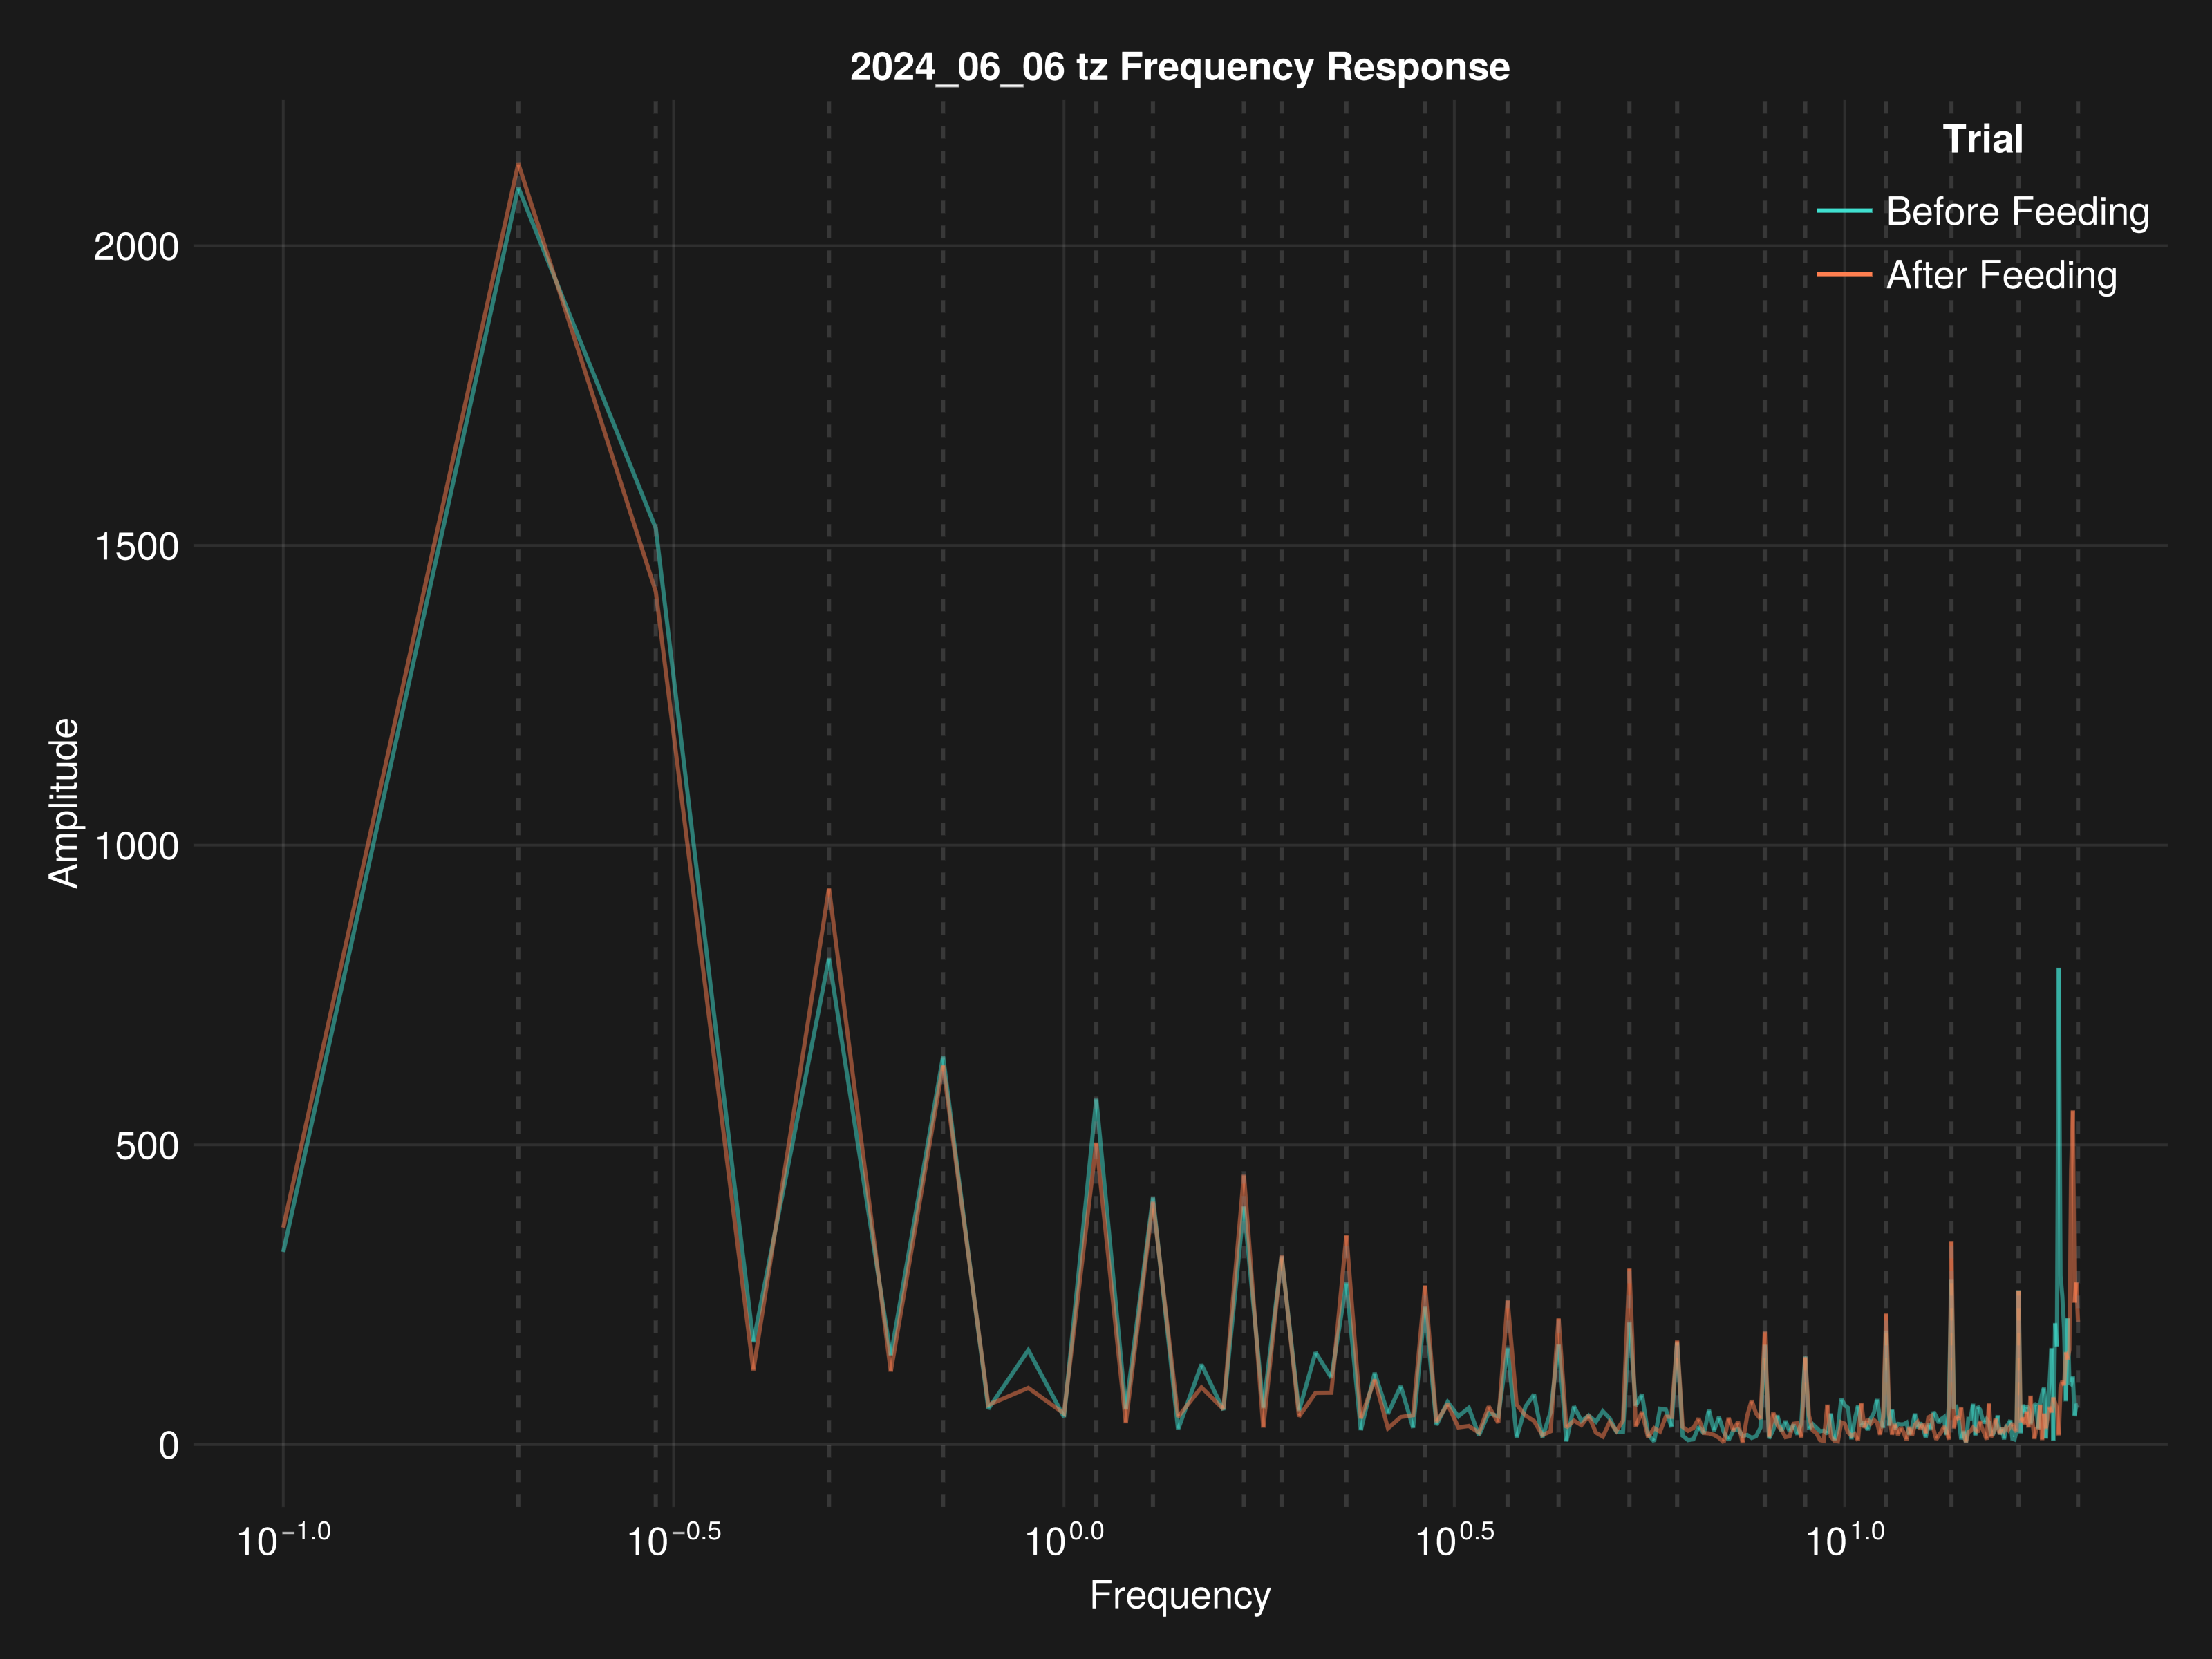 2024_06_06 tz Frequency Response
Trial
Before Feeding
After Feeding
Amplitude
2000
1500
1000
500
0
10^−1.0 10^−0.5 10^0.0 10^0.5 10^1.0
Frequency